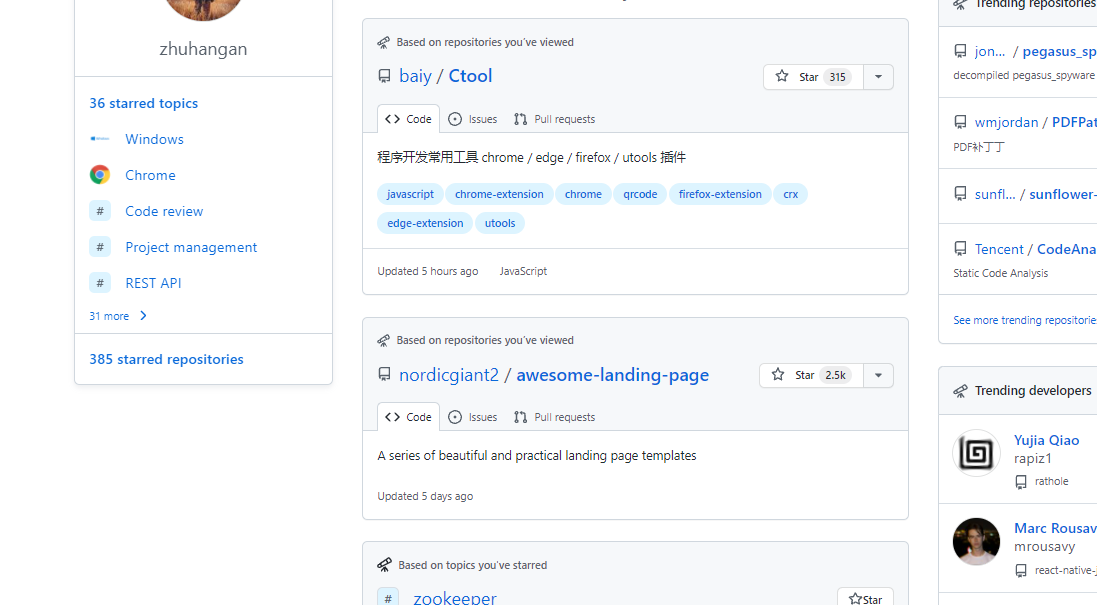 zhuhangan
36 starred topics
Windows
Chrome
# Code review
# Project management
# REST API
31 more
385 starred repositories
Based on repositories you've viewed
baiy / Ctool
Star 315
Code Issues Pull requests
程序开发常用工具 chrome / edge / firefox / utools 插件
javascript chrome-extension chrome qrcode firefox-extension crx
edge-extension utools
Updated 5 hours ago JavaScript
Based on repositories you've viewed
nordicgiant2 / awesome-landing-page
Star 2.5k
Code Issues Pull requests
A series of beautiful and practical landing page templates
Updated 5 days ago
Based on topics you've starred
# zookeeper
Star
Trending repositories
jon... / pegasus_sp
decompiled pegasus_spyware
wmjordan / PDFPat
PDF补丁丁
sunfl... / sunflower-
Tencent / CodeAna
Static Code Analysis
See more trending repositorie
Trending developers
Yujia Qiao
rapiz1
rathole
Marc Rousav
mrousavy
react-native-